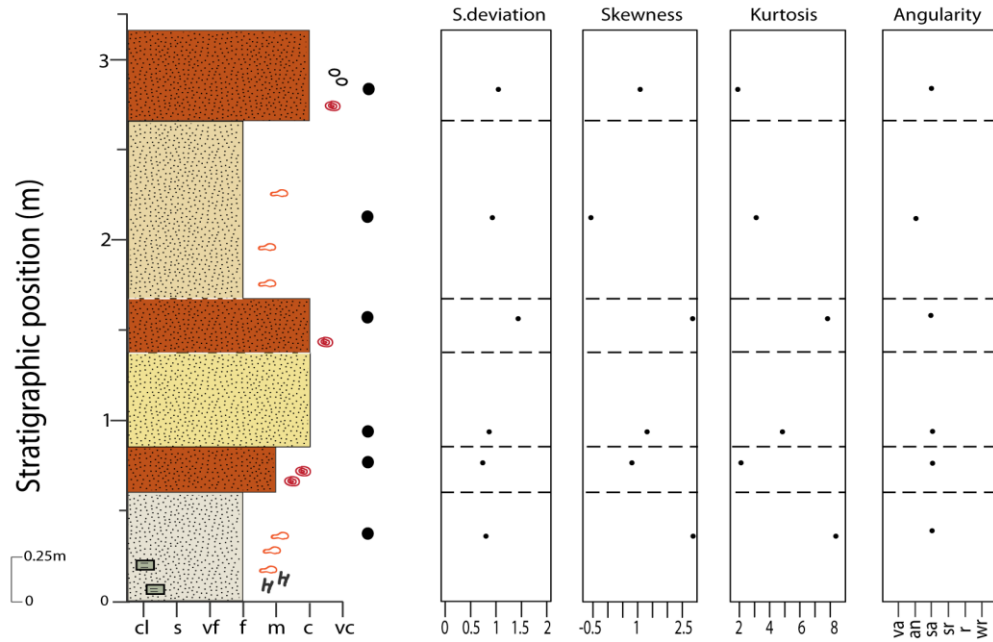 S.deviation Skewness Kurtosis Angularity
Stratigraphic position (m)
3
2
1
0
0.25m
0
cl s vf f m c vc
0 0.5 1 1.5 2
-0.5 2.5
2 4 6 8
va an sa sr r wr
H H